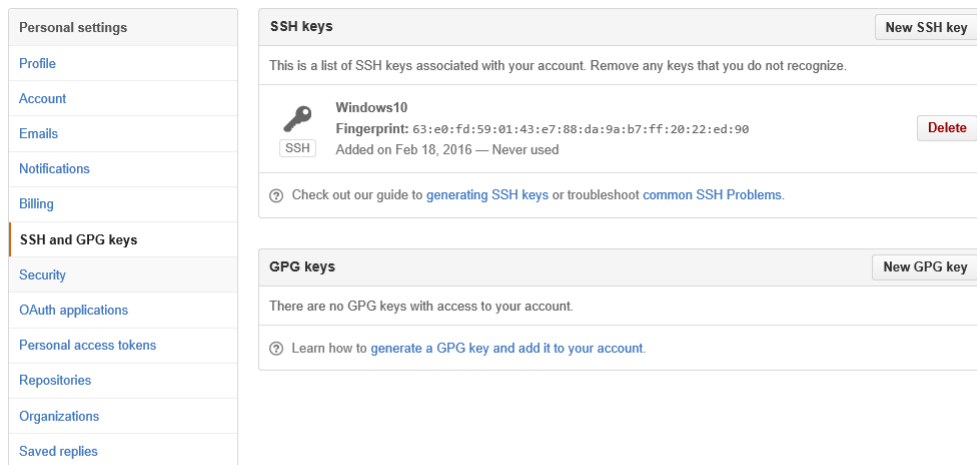 Personal settings
Profile
Account
Emails
Notifications
Billing
SSH and GPG keys
Security
OAuth applications
Personal access tokens
Repositories
Organizations
Saved replies
SSH keys
New SSH key
This is a list of SSH keys associated with your account. Remove any keys that you do not recognize.
SSH
Windows10
Fingerprint: 63:e0:fd:59:01:43:e7:88:da:9a:b7:ff:20:22:ed:90
Added on Feb 18, 2016 — Never used
Delete
Check out our guide to generating SSH keys or troubleshoot common SSH Problems.
GPG keys
New GPG key
There are no GPG keys with access to your account.
Learn how to generate a GPG key and add it to your account.